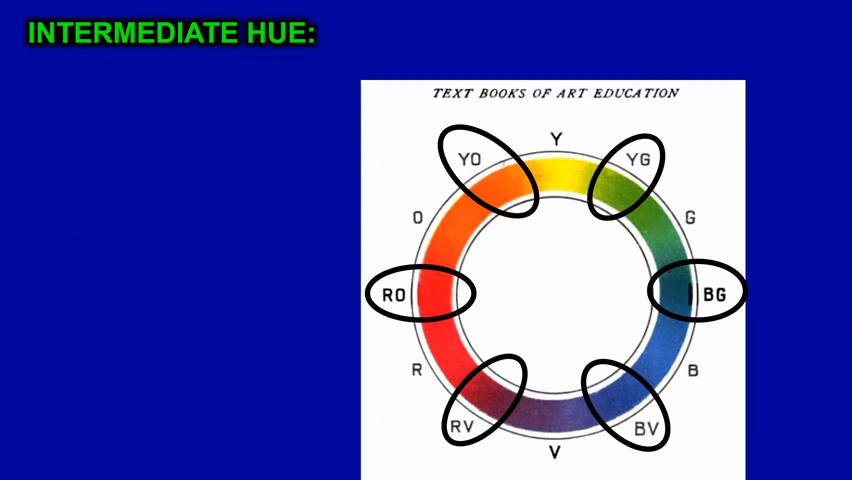 INTERMEDIATE HUE:
TEXT BOOKS OF ART EDUCATION
Y
YO
YG
O
G
RO
BG
R
B
RV
BV
V